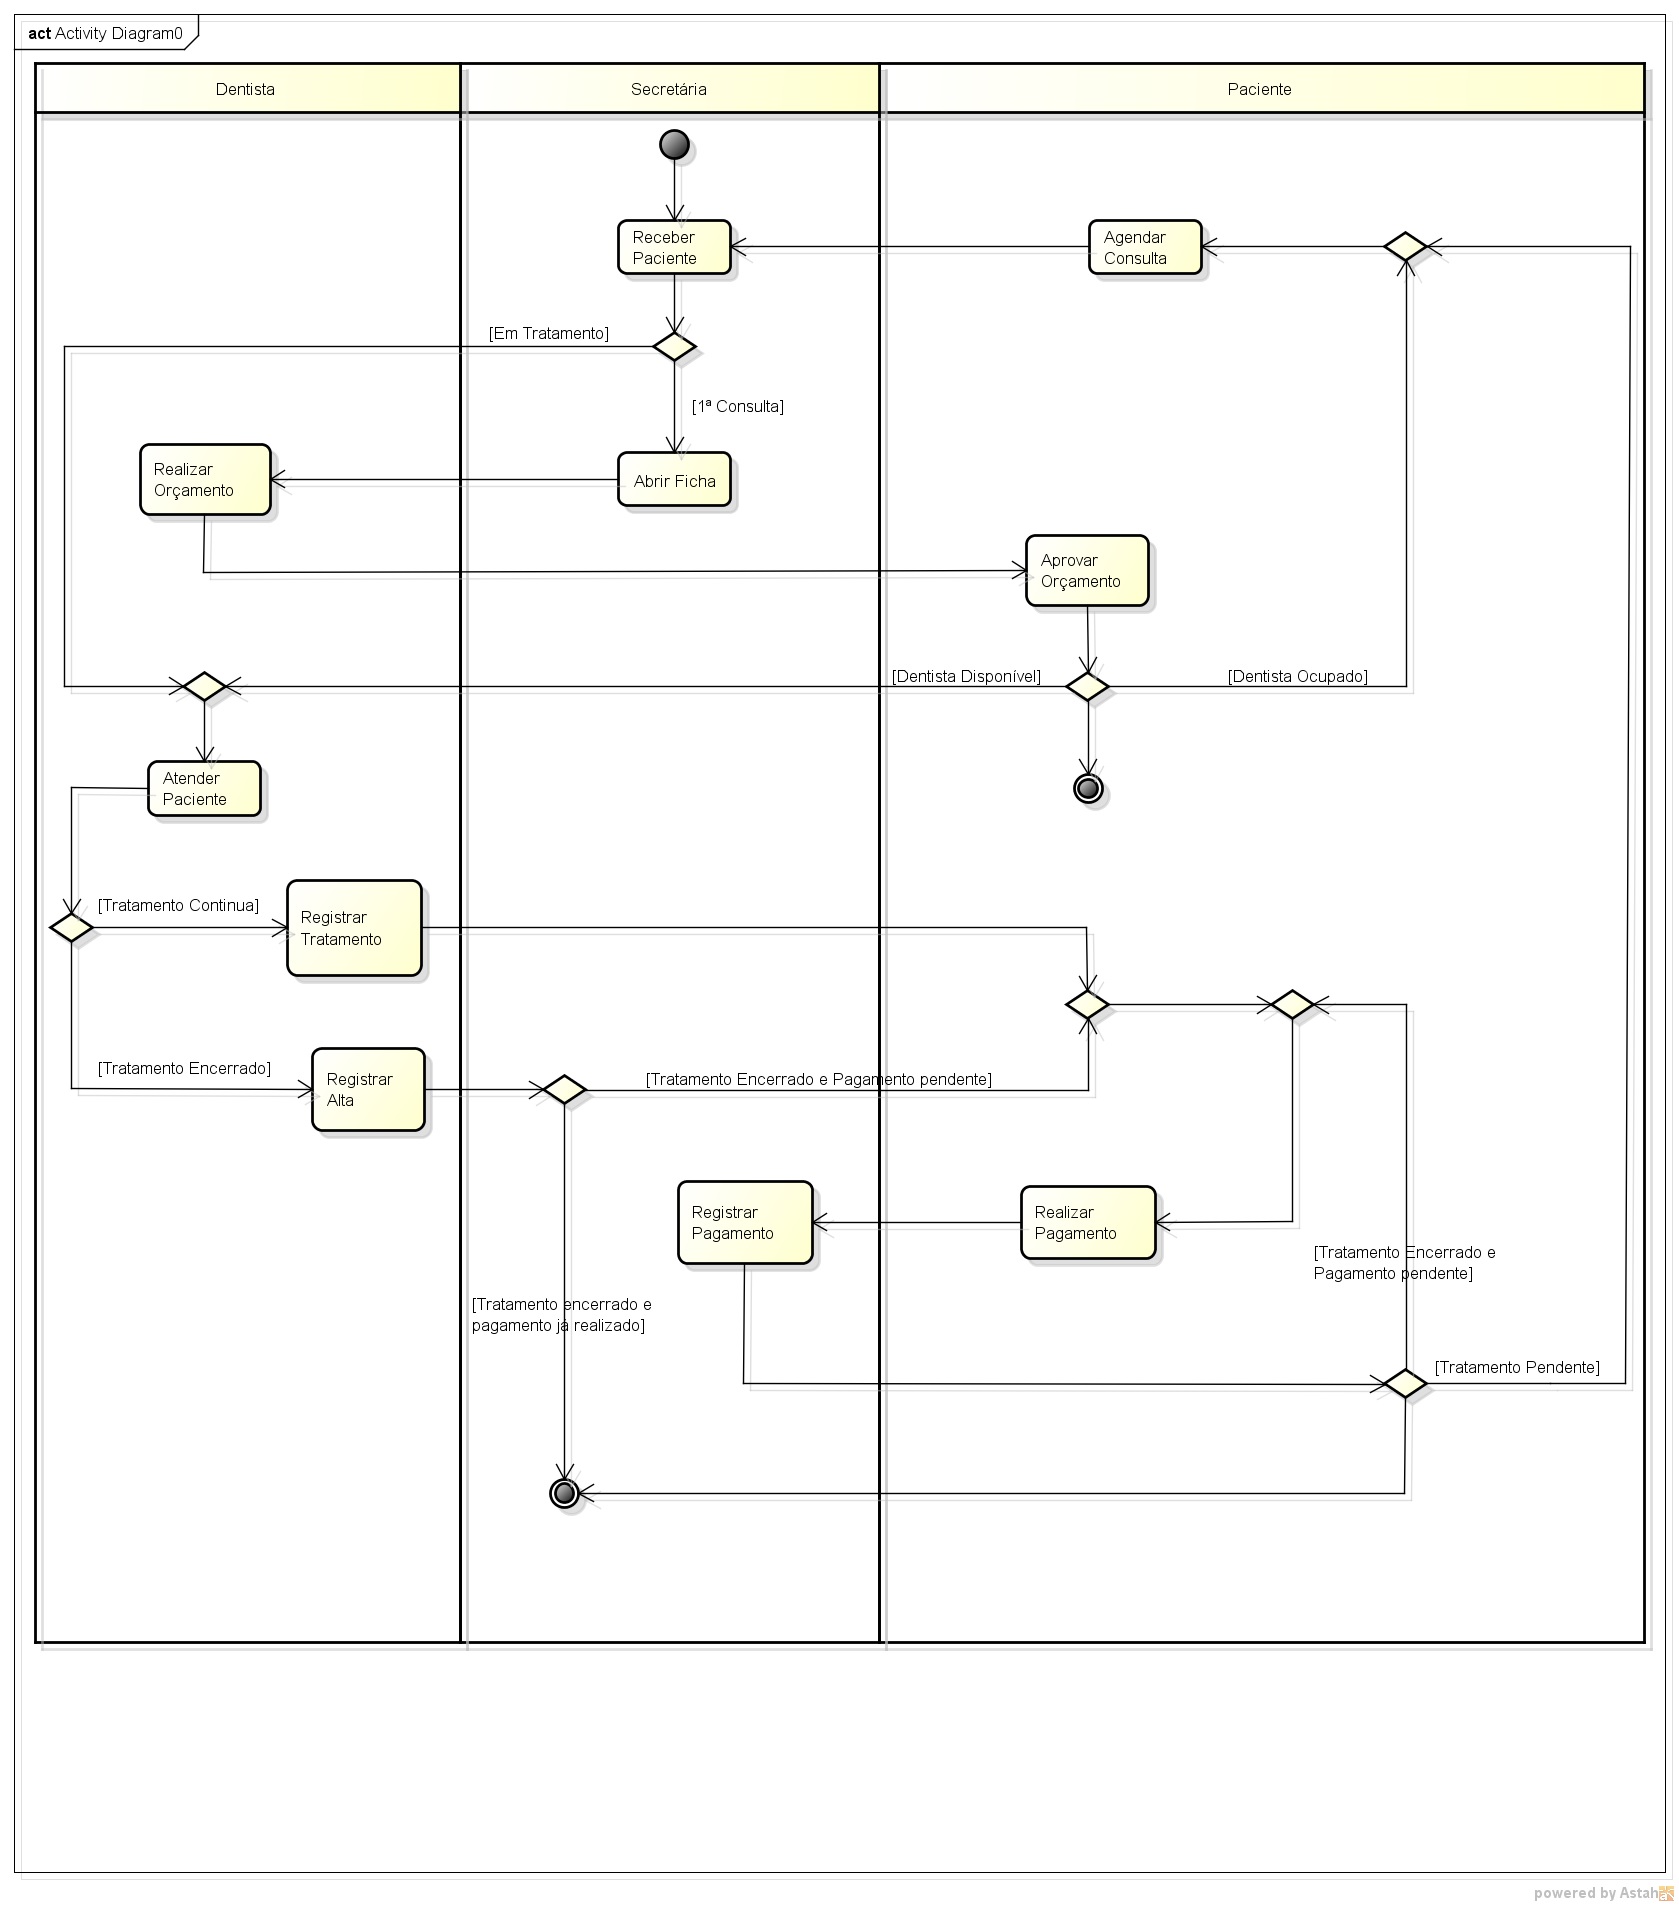 act Activity Diagram0
Dentista
Secretária
Paciente
Receber
Paciente
Agendar
Consulta
[Em Tratamento]
[1ª Consulta]
Realizar
Orçamento
Abrir Ficha
Aprovar
Orçamento
[Dentista Disponível]
[Dentista Ocupado]
Atender
Paciente
[Tratamento Continua]
Registrar
Tratamento
[Tratamento Encerrado]
Registrar
Alta
[Tratamento Encerrado e Pagamento pendente]
Registrar
Pagamento
Realizar
Pagamento
[Tratamento Encerrado e
Pagamento pendente]
[Tratamento encerrado e
pagamento já realizado]
[Tratamento Pendente]
powered by Astah